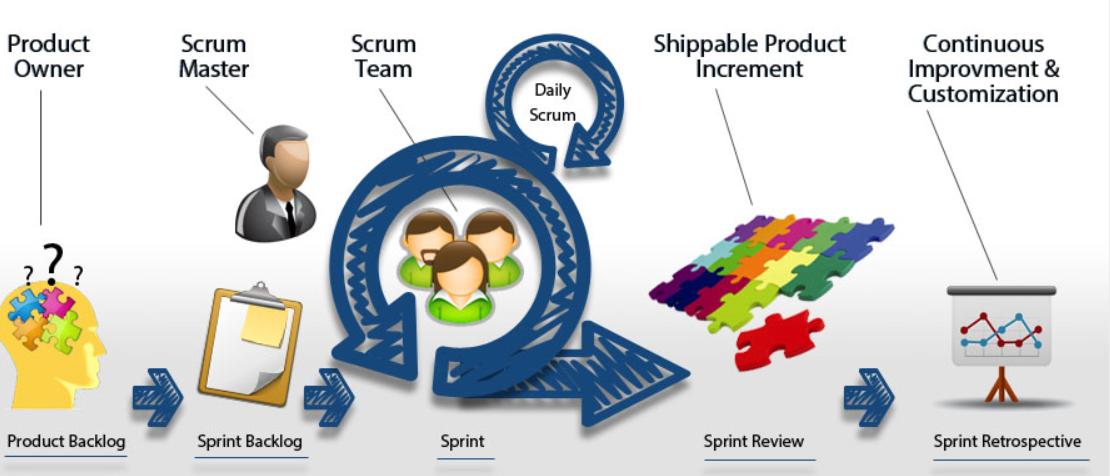 Product
Owner
Scrum
Master
Scrum
Team
Daily
Scrum
Shippable Product
Increment
Continuous
Improvment &
Customization
? ? ?
Product Backlog
Sprint Backlog
Sprint
Sprint Review
Sprint Retrospective